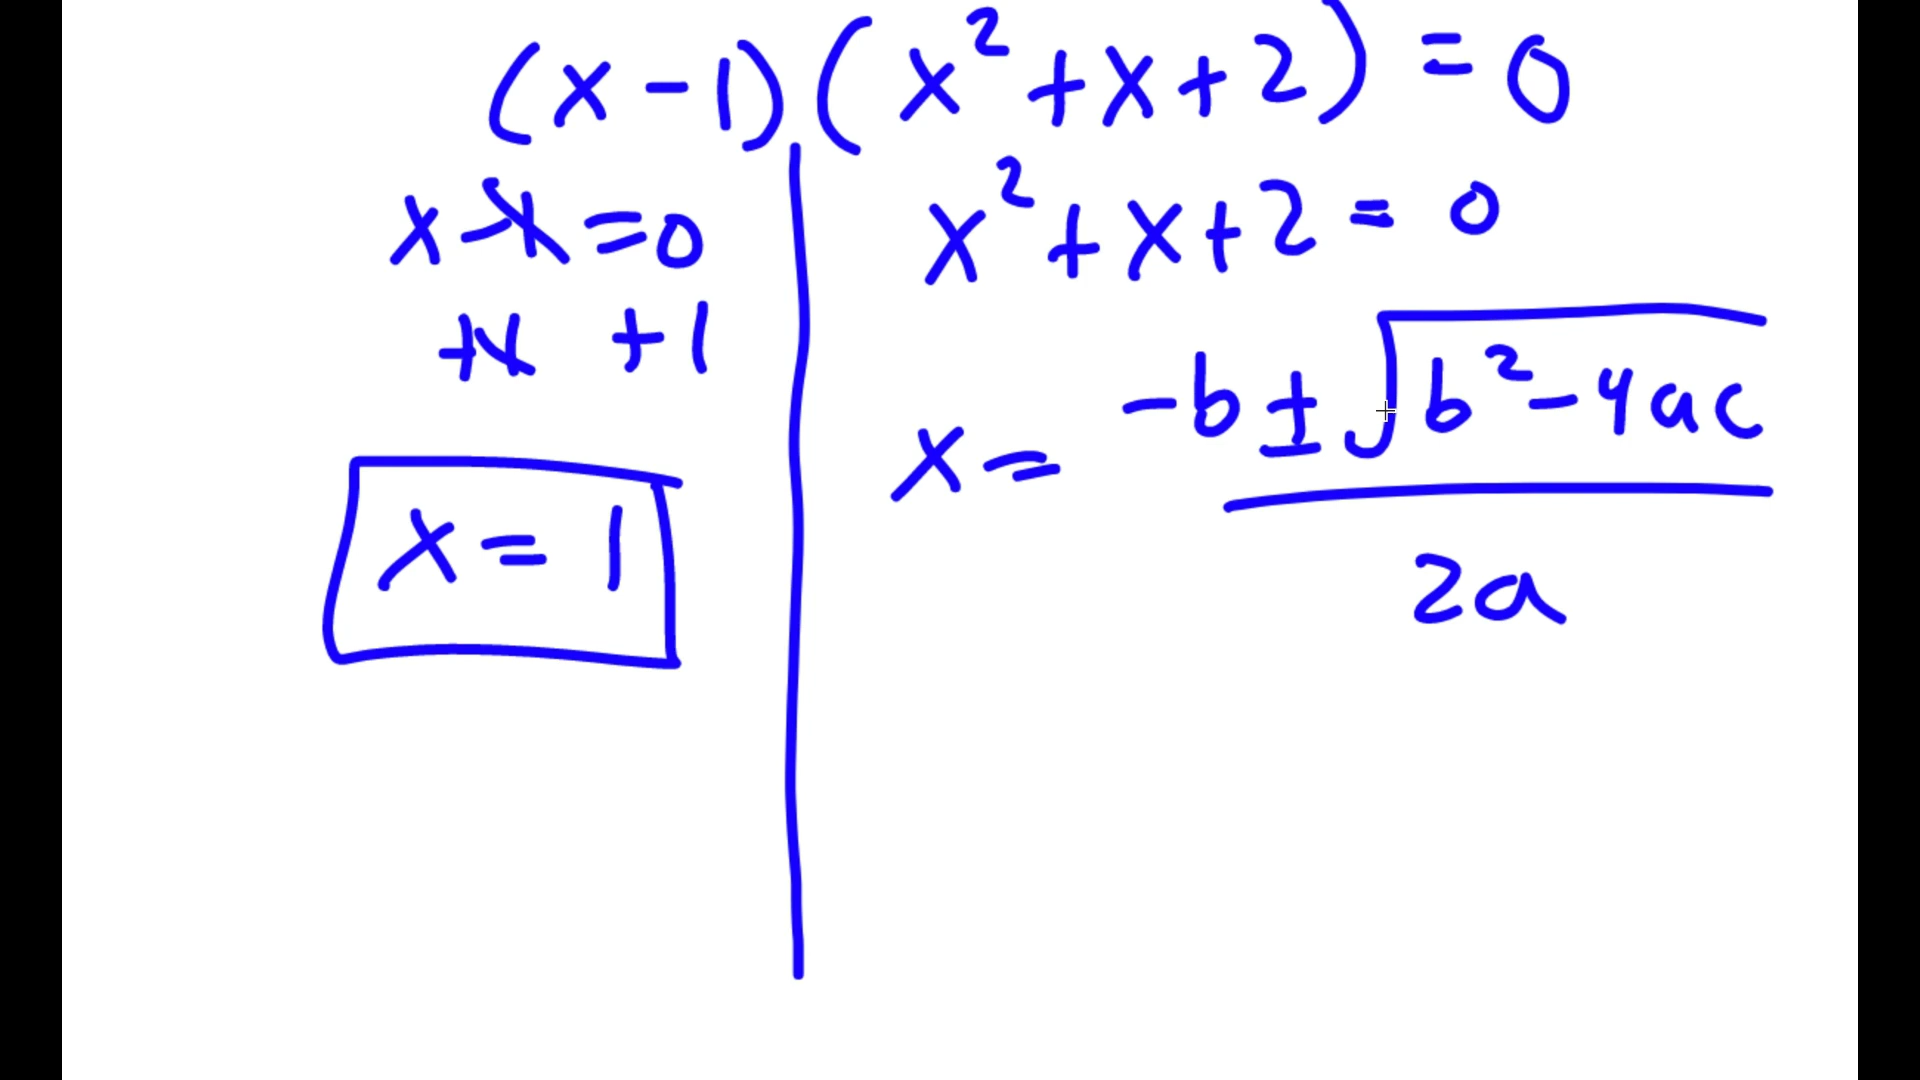 (x-1)(x²+x+2) = 0
x-1=0
+1 +1
x = 1
x²+x+2 = 0
x = -b ± √b²-4ac
2a